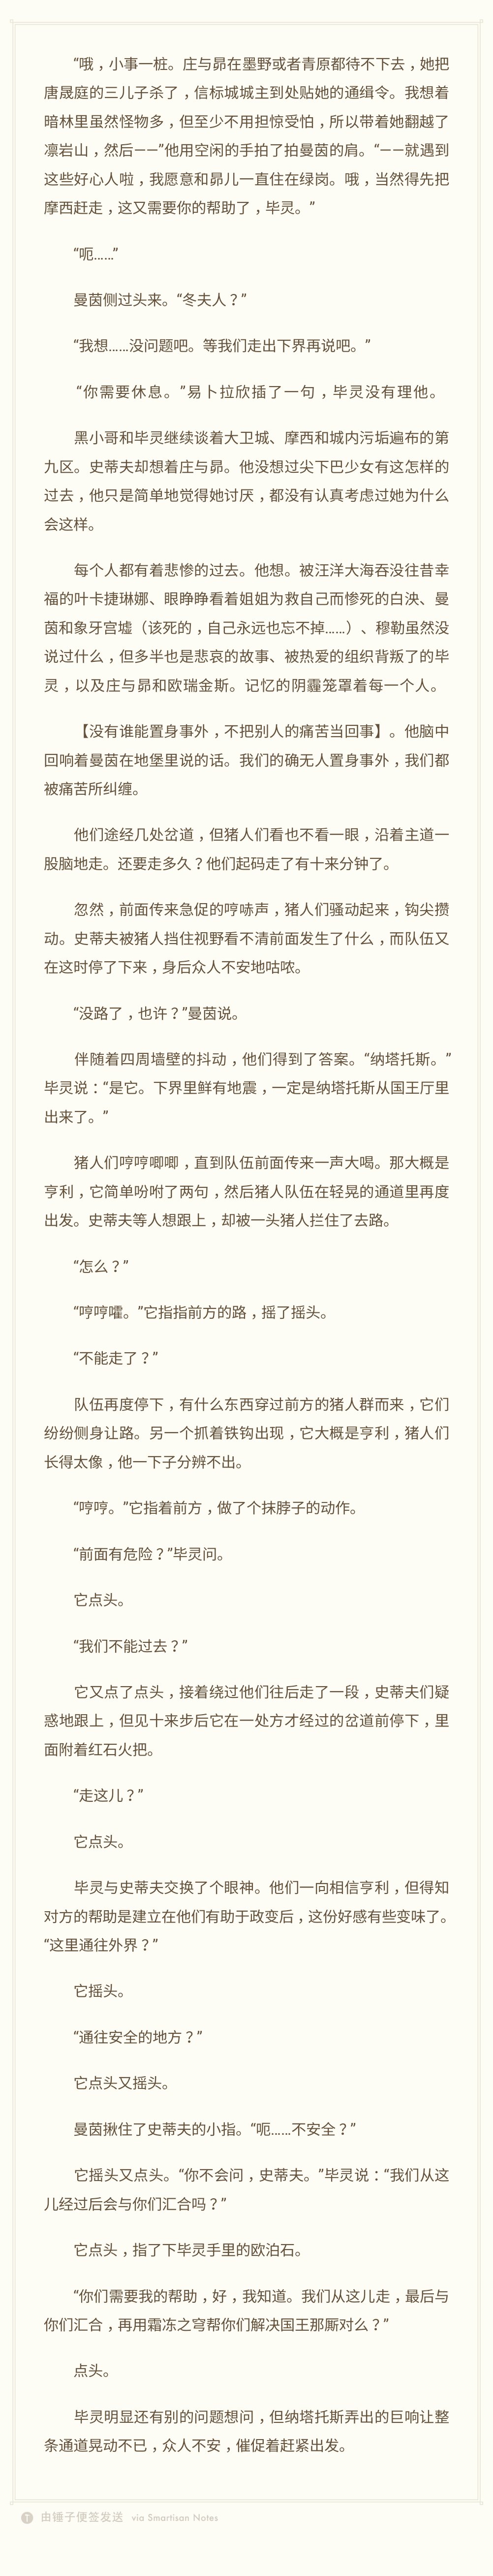 “哦，小事一桩。庄与昴在墨野或者青原都待不下去，她把
唐晟庭的三儿子杀了，信标城城主到处贴她的通缉令。我想着
暗林里虽然怪物多，但至少不用担惊受怕，所以带着她翻越了
凛岩山，然后——”他用空闲的手拍了拍曼茵的肩。“——就遇到
这些好心人啦，我愿意和昴儿一直住在绿岗。哦，当然得先把
摩西赶走，这又需要你的帮助了，毕灵。”
“呃……”
曼茵侧过头来。“冬夫人？”
“我想……没问题吧。等我们走出下界再说吧。”
“你需要休息。”易卜拉欣插了一句，毕灵没有理他。
黑小哥和毕灵继续谈着大卫城、摩西和城内污垢遍布的第
九区。史蒂夫却想着庄与昴。他没想过尖下巴少女有这怎样的
过去，他只是简单地觉得她讨厌，都没有认真考虑过她为什么
会这样。
每个人都有着悲惨的过去。他想。被汪洋大海吞没往昔幸
福的叶卡捷琳娜、眼睁睁看着姐姐为救自己而惨死的白泱、曼
茵和象牙宫墟（该死的，自己永远也忘不掉……）、穆勒虽然没
说过什么，但多半也是悲哀的故事、被热爱的组织背叛了的毕
灵，以及庄与昴和欧瑞金斯。记忆的阴霾笼罩着每一个人。
【没有谁能置身事外，不把别人的痛苦当回事】。他脑中
回响着曼茵在地堡里说的话。我们的确无人置身事外，我们都
被痛苦所纠缠。
他们途经几处岔道，但猪人们看也不看一眼，沿着主道一
股脑地走。还要走多久？他们起码走了有十来分钟了。
忽然，前面传来急促的哼哧声，猪人们骚动起来，钩尖攒
动。史蒂夫被猪人挡住视野看不清前面发生了什么，而队伍又
在这时停了下来，身后众人不安地咕哝。
“没路了，也许？”曼茵说。
伴随着四周墙壁的抖动，他们得到了答案。“纳塔托斯。”
毕灵说：“是它。下界里鲜有地震，一定是纳塔托斯从国王厅里
出来了。”
猪人们哼哼唧唧，直到队伍前面传来一声大喝。那大概是
亨利，它简单吩咐了两句，然后猪人队伍在轻晃的通道里再度
出发。史蒂夫等人想跟上，却被一头猪人拦住了去路。
“怎么？”
“哼哼嚯。”它指指前方的路，摇了摇头。
“不能走了？”
队伍再度停下，有什么东西穿过前方的猪人群而来，它们
纷纷侧身让路。另一个抓着铁钩出现，它大概是亨利，猪人们
长得太像，他一下子分辨不出。
“哼哼。”它指着前方，做了个抹脖子的动作。
“前面有危险？”毕灵问。
它点头。
“我们不能过去？”
它又点了点头，接着绕过他们往后走了一段，史蒂夫们疑
惑地跟上，但见十来步后它在一处方才经过的岔道前停下，里
面附着红石火把。
“走这儿？”
它点头。
毕灵与史蒂夫交换了个眼神。他们一向相信亨利，但得知
对方的帮助是建立在他们有助于政变后，这份好感有些变味了。
“这里通往外界？”
它摇头。
“通往安全的地方？”
它点头又摇头。
曼茵揪住了史蒂夫的小指。“呃……不安全？”
它摇头又点头。“你不会问，史蒂夫。”毕灵说：“我们从这
儿经过后会与你们汇合吗？”
它点头，指了下毕灵手里的欧泊石。
“你们需要我的帮助，好，我知道。我们从这儿走，最后与
你们汇合，再用霜冻之穹帮你们解决国王那厮对么？”
点头。
毕灵明显还有别的问题想问，但纳塔托斯弄出的巨响让整
条通道晃动不已，众人不安，催促着赶紧出发。
由锤子便签发送 via Smartisan Notes